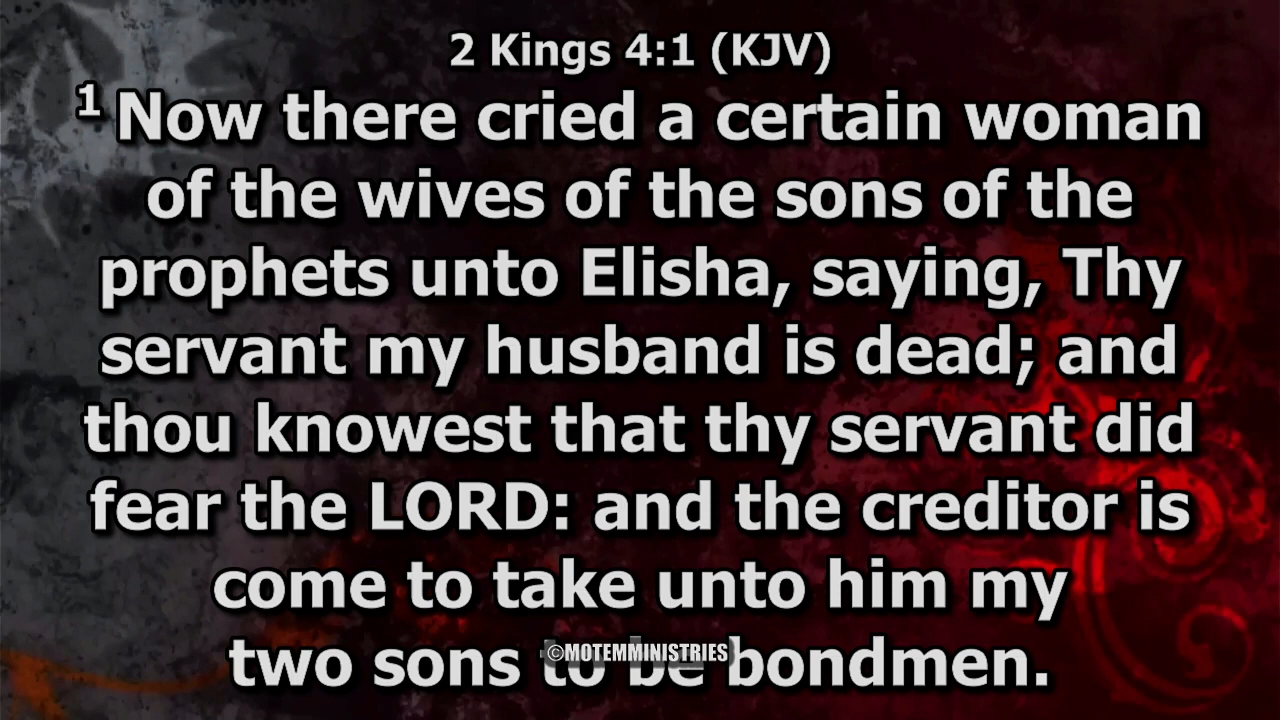 2 Kings 4:1 (KJV)
1 Now there cried a certain woman
of the wives of the sons of the
prophets unto Elisha, saying, Thy
servant my husband is dead; and
thou knowest that thy servant did
fear the LORD: and the creditor is
come to take unto him my
two sons to be bondmen.
©MOTEMMINISTRIES